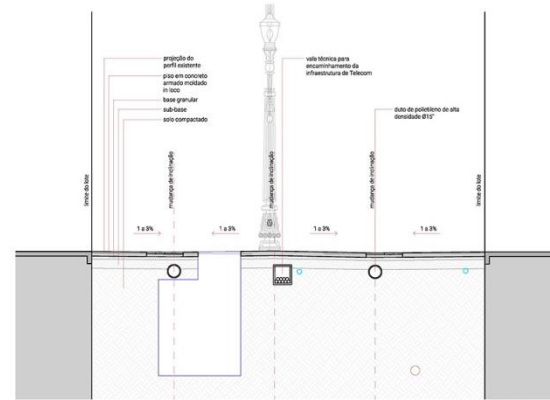 projeção do
perfil existente
piso em concreto
armado moldado
in loco
base granular
sub-base
solo compactado
vala técnica para
encaminhamento da
infraestrutura de Telecom
duto de polietileno de alta
densidade Ø15"
limite do lote
mudança de inclinação
mudança de inclinação
mudança de inclinação
limite do lote
1 a 3%
1 a 3%
1 a 3%
1 a 3%